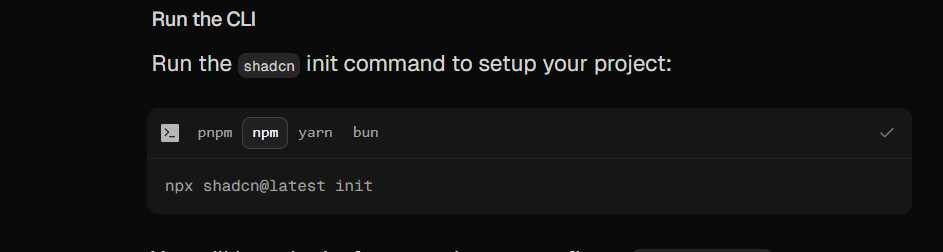 Run the CLI
Run the shadcn init command to setup your project:
pnpm npm yarn bun
npx shadcn@latest init